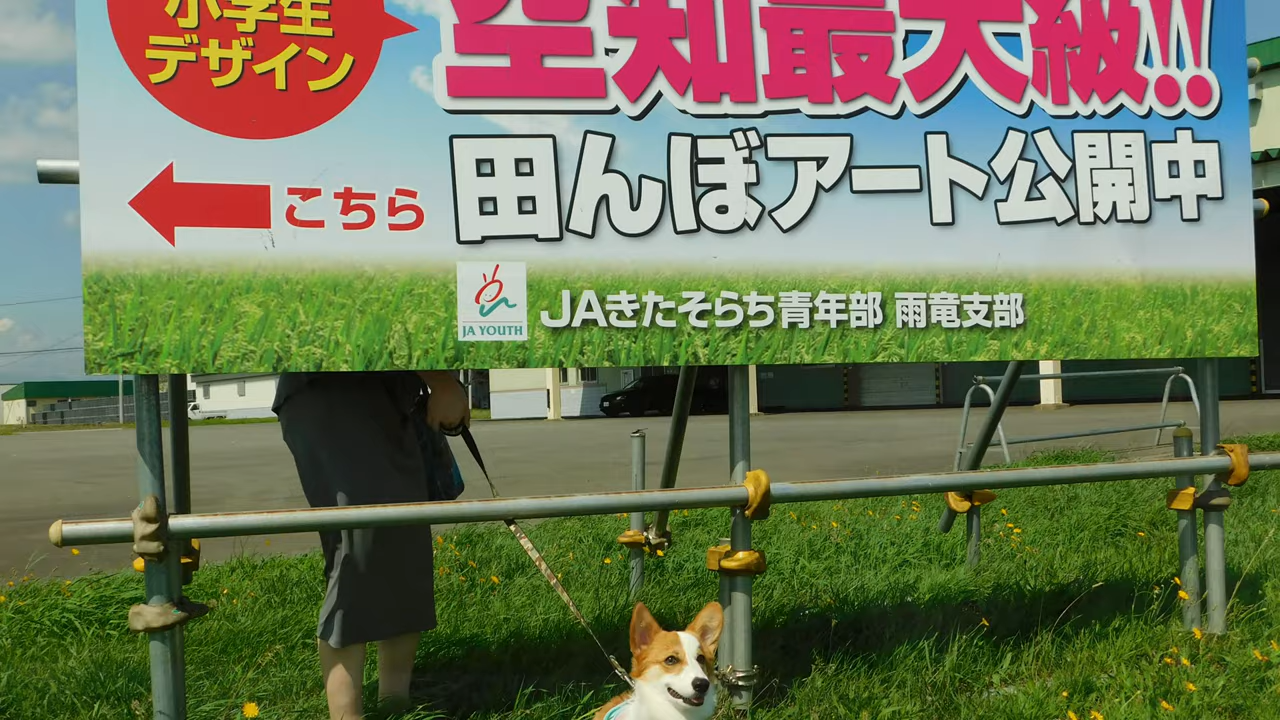 小学生
デザイン
空知最大級!!
こちら
田んぼアート公開中
JA YOUTH
JAきたそらち青年部 雨竜支部